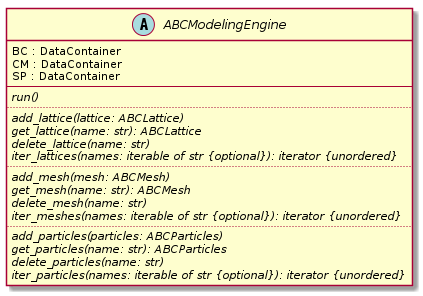 A ABCModelingEngine
BC : DataContainer
CM : DataContainer
SP : DataContainer
run()
add_lattice(lattice: ABCLattice)
get_lattice(name: str): ABCLattice
delete_lattice(name: str)
iter_lattices(names: iterable of str {optional}): iterator {unordered}
add_mesh(mesh: ABCMesh)
get_mesh(name: str): ABCMesh
delete_mesh(name: str)
iter_meshes(names: iterable of str {optional}): iterator {unordered}
add_particles(particles: ABCParticles)
get_particles(name: str): ABCParticles
delete_particles(name: str)
iter_particles(names: iterable of str {optional}): iterator {unordered}